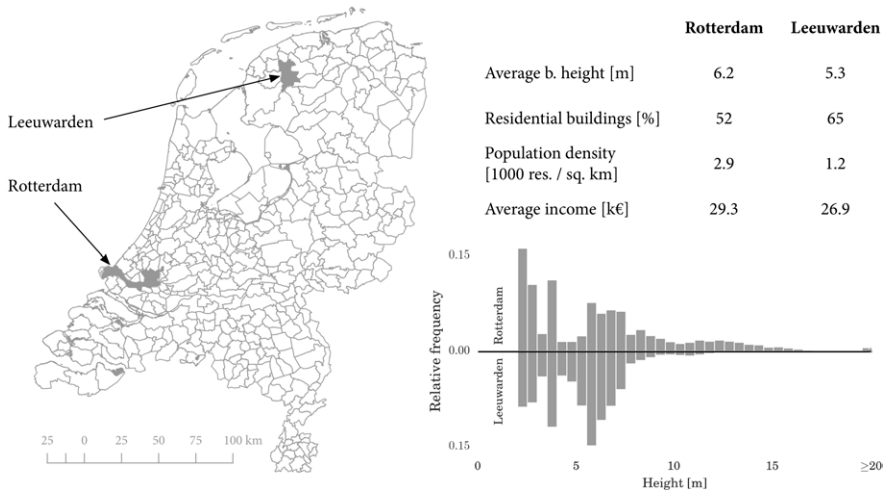 Leeuwarden
Rotterdam
25 0 25 50 75 100 km
Rotterdam Leeuwarden
Average b. height [m] 6.2 5.3
Residential buildings [%] 52 65
Population density
[1000 res. / sq. km] 2.9 1.2
Average income [k€] 29.3 26.9
Relative frequency
Rotterdam
Leeuwarden
0.15
0.00
0.15
0 5 10 15 ≥20
Height [m]